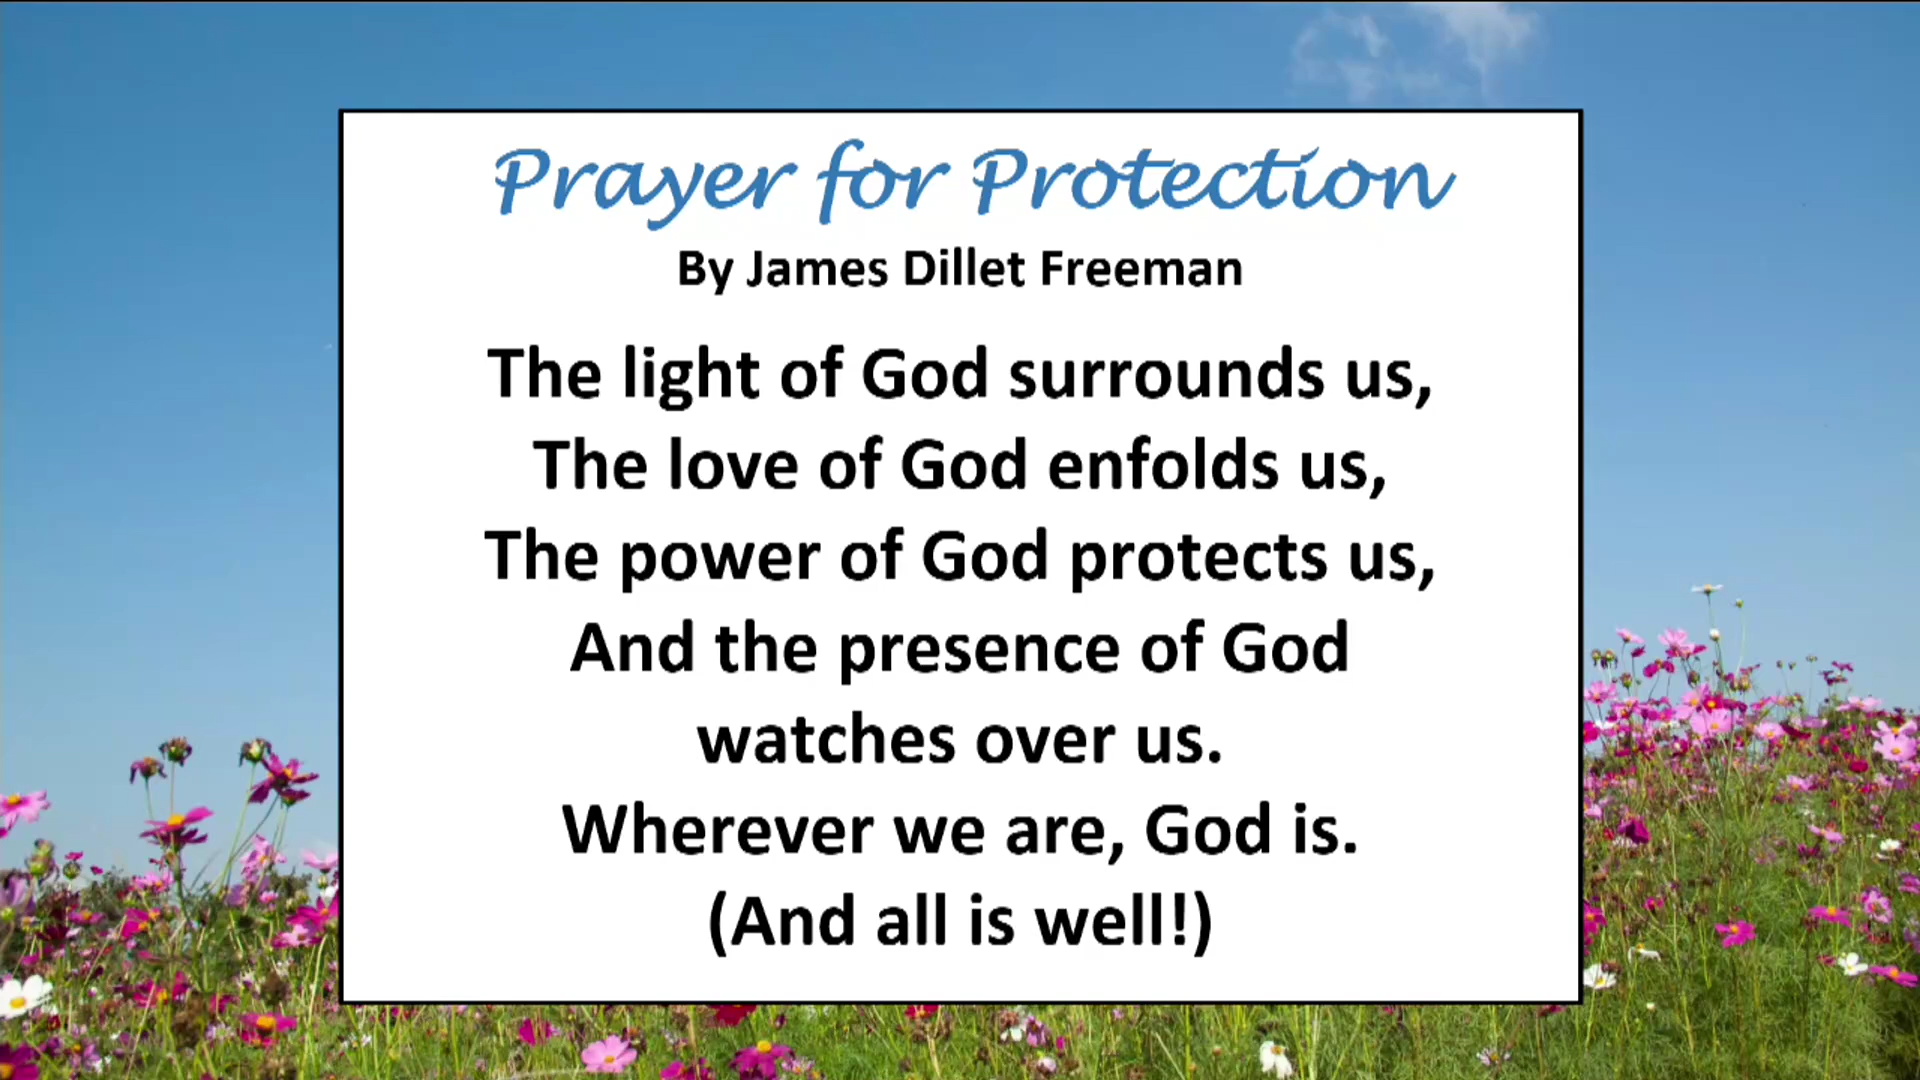 Prayer for Protection
By James Dillet Freeman
The light of God surrounds us,
The love of God enfolds us,
The power of God protects us,
And the presence of God
watches over us.
Wherever we are, God is.
(And all is well!)